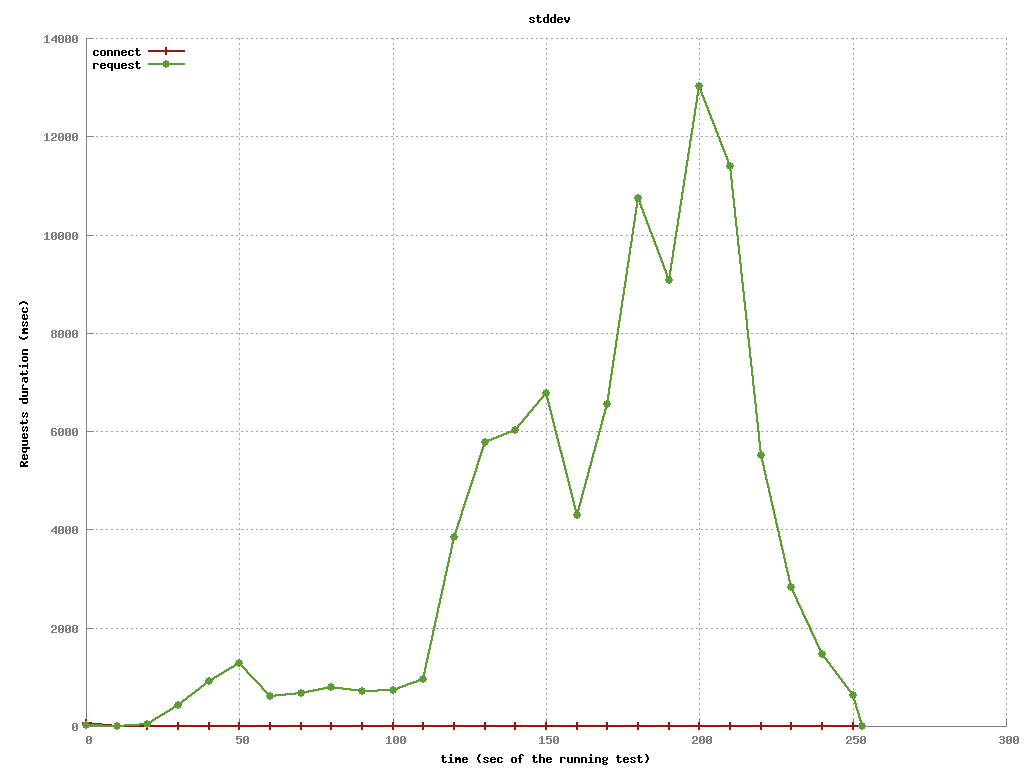 stddev
14000
connect
request
12000
10000
8000
Requests duration (msec)
6000
4000
2000
0
0 50 100 150 200 250 300
time (sec of the running test)